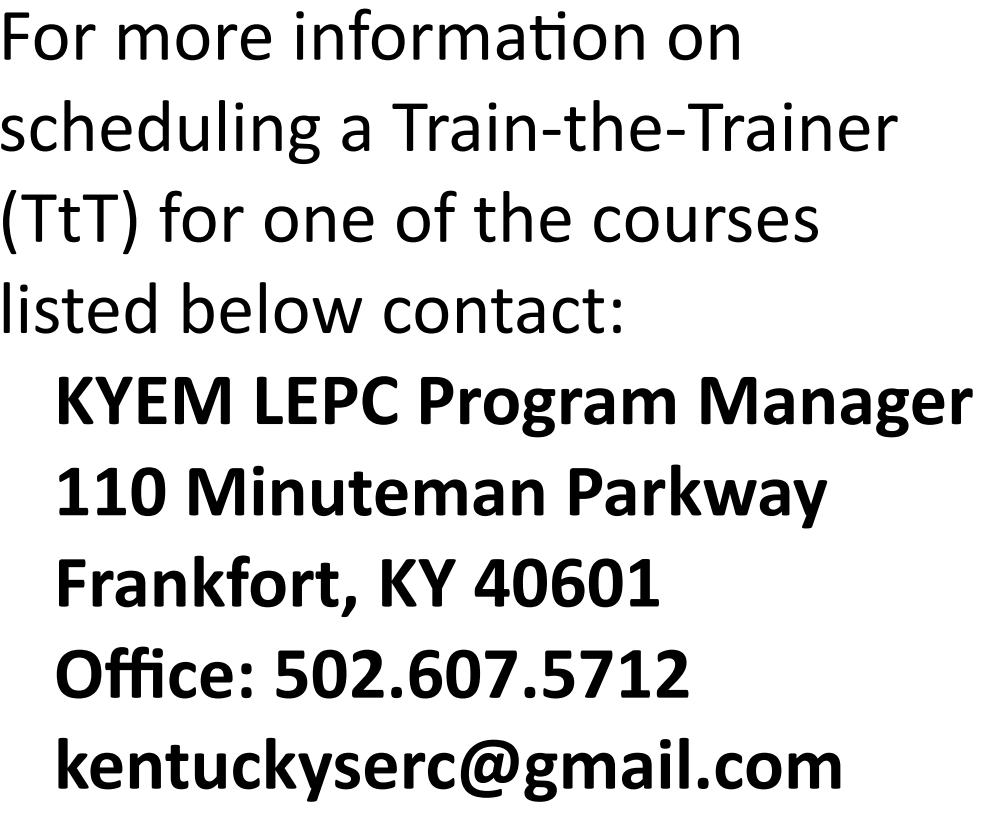 For more information on
scheduling a Train-the-Trainer
(TtT) for one of the courses
listed below contact:
KYEM LEPC Program Manager
110 Minuteman Parkway
Frankfort, KY 40601
Office: 502.607.5712
kentuckyserc@gmail.com